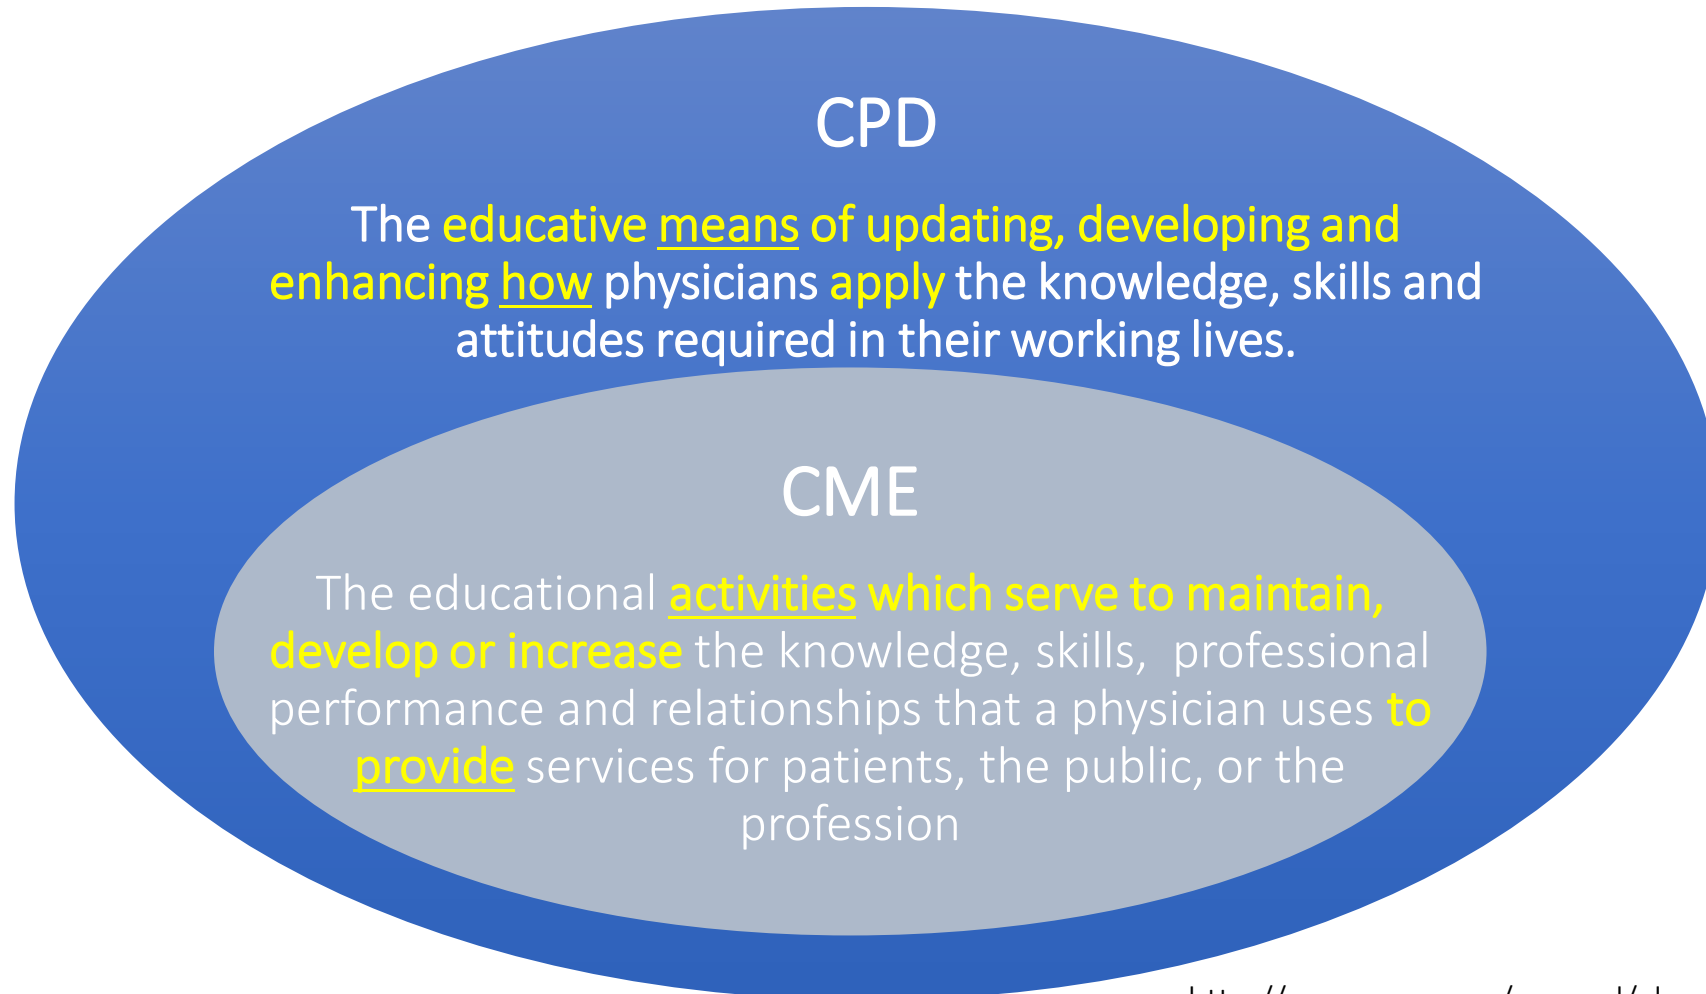 CPD
The educative means of updating, developing and
enhancing how physicians apply the knowledge, skills and
attitudes required in their working lives.
CME
The educational activities which serve to maintain,
develop or increase the knowledge, skills,  professional
performance and relationships that a physician uses to
provide services for patients, the public, or the
profession